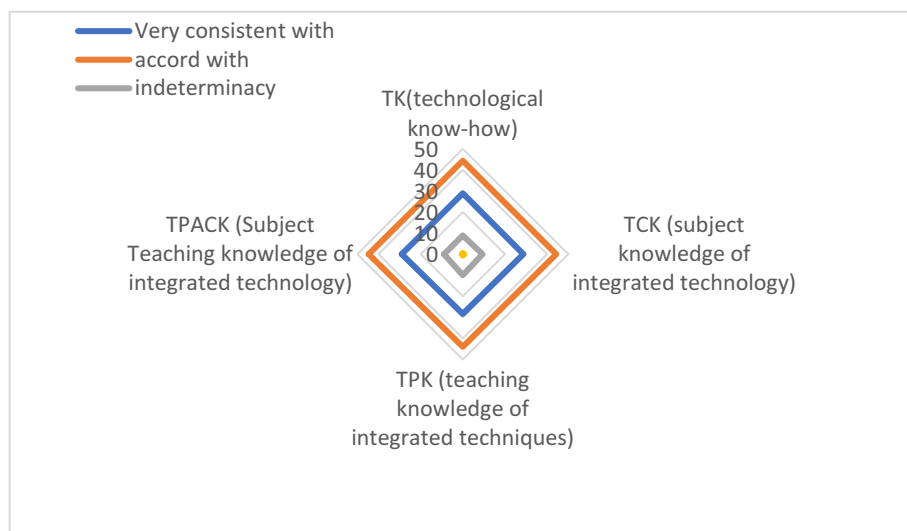 Very consistent with
accord with
indeterminacy
TK(technological
know-how)
50
40
30
20
10
0
TPACK (Subject
Teaching knowledge of
integrated technology)
TCK (subject
knowledge of
integrated technology)
TPK (teaching
knowledge of
integrated techniques)